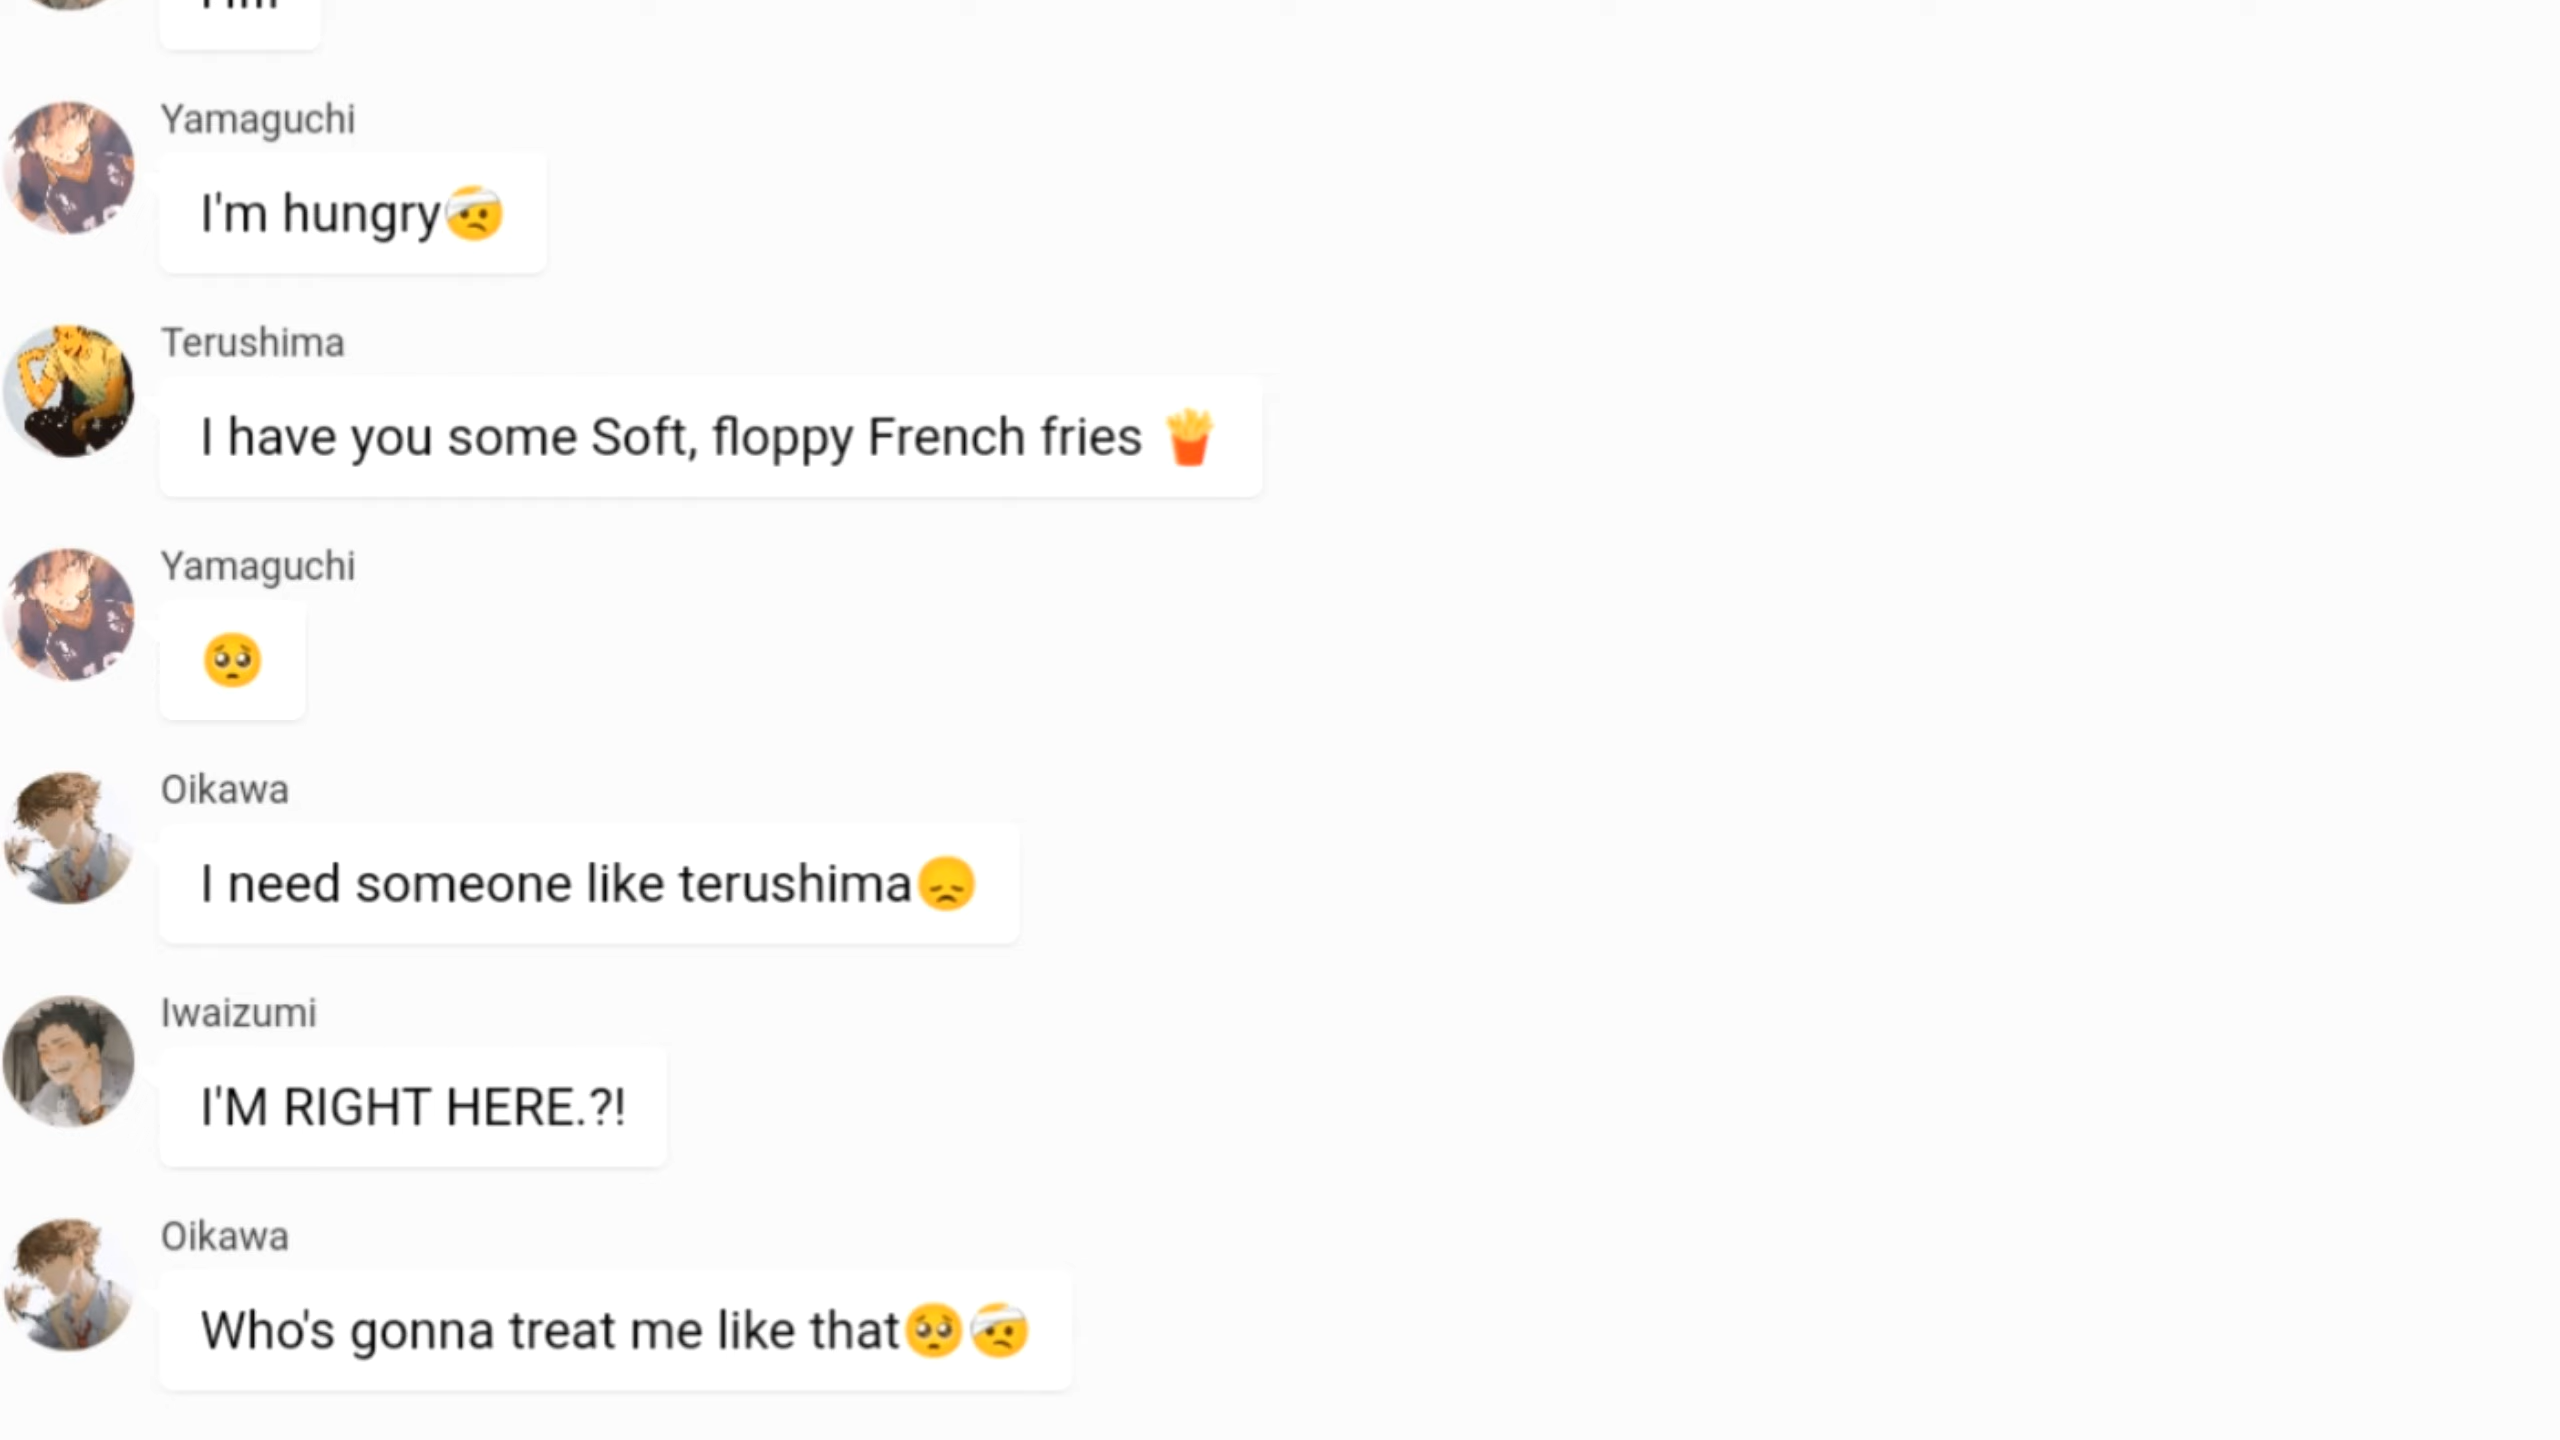 Yamaguchi
I'm hungry🤕
Terushima
I have you some Soft, floppy French fries 🍟
Yamaguchi
🥺
Oikawa
I need someone like terushima😞
Iwaizumi
I'M RIGHT HERE.?!
Oikawa
Who's gonna treat me like that🥺🤕